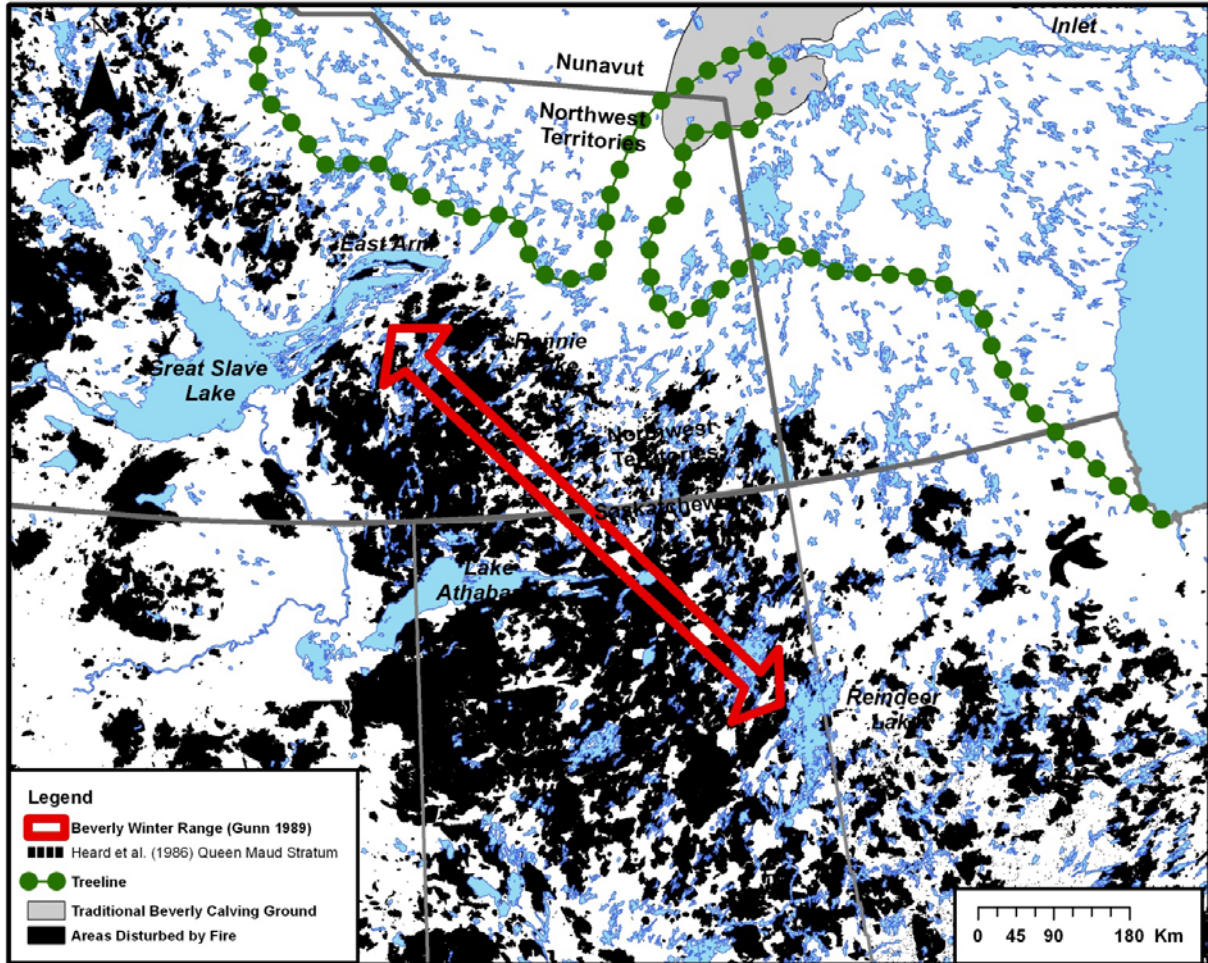 Inlet
Nunavut
Northwest
Territories
East Arm
Great Slave
Lake
Rennie
Lake
Northwest
Territories
Saskatchewan
Lake
Athabas
Reindeer
Lake
Legend
Beverly Winter Range (Gunn 1989)
Heard et al. (1986) Queen Maud Stratum
Treeline
Traditional Beverly Calving Ground
Areas Disturbed by Fire
0 45 90 180 Km